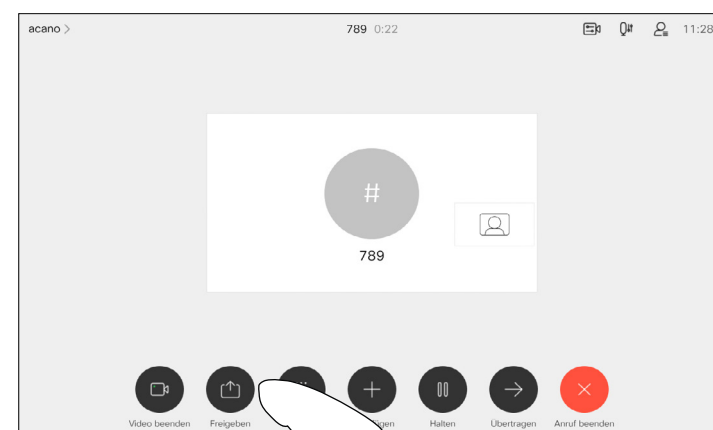 acano >
789 0:22
11:28
#
789
Video beenden
Freigeben
Halten
Übertragen
Anruf beenden